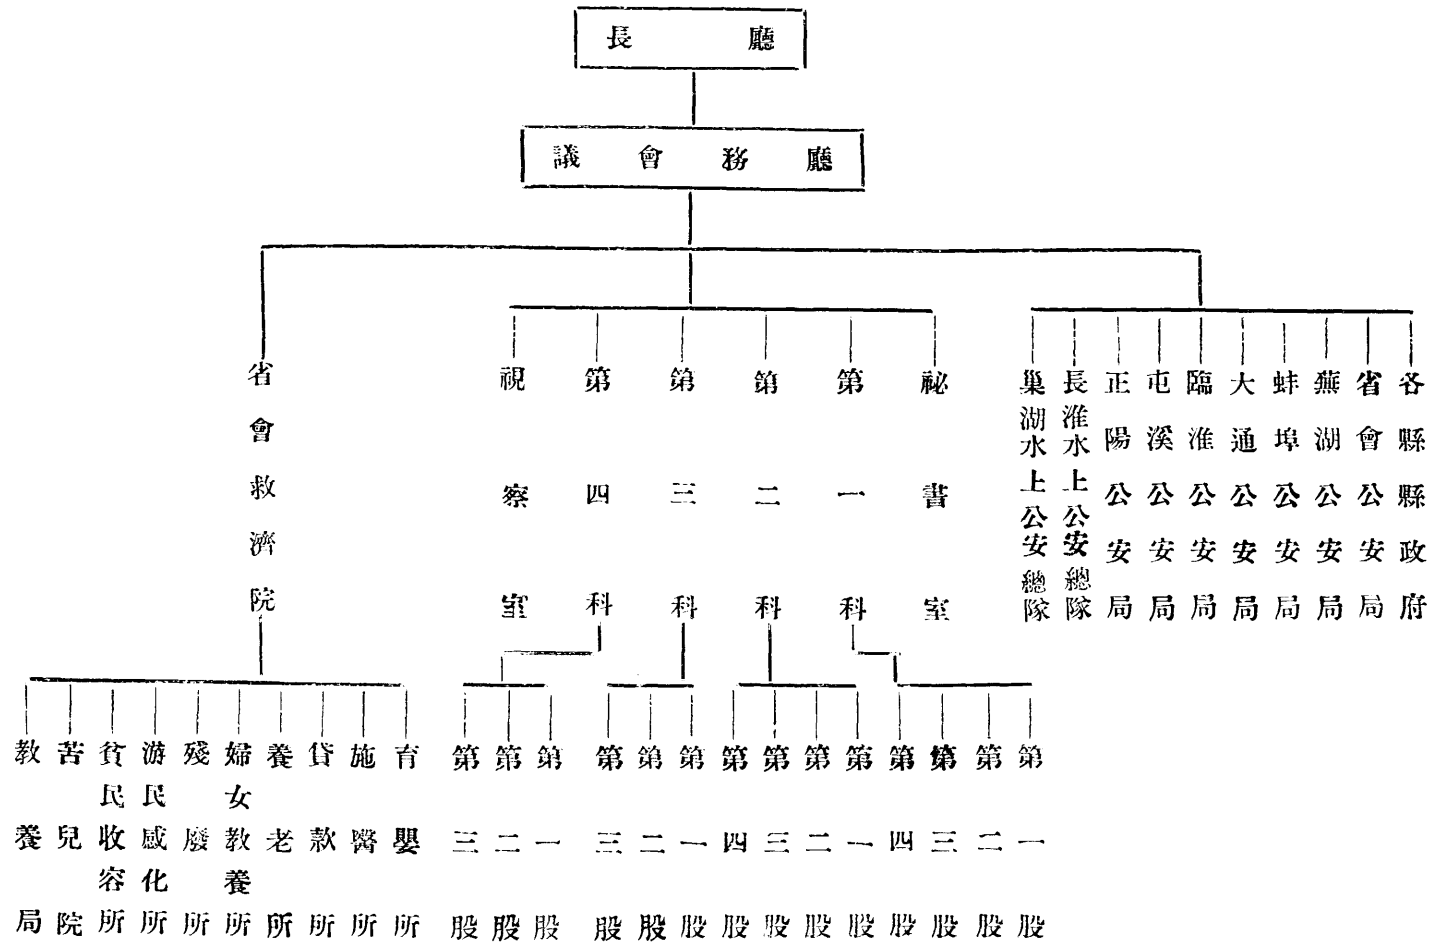 廳長
廳務會議
各縣縣政府
省會公安局
蕪湖公安局
蚌埠公安局
大通公安局
臨淮公安局
屯溪公安局
正陽公安局
長淮水上公安總隊
巢湖水上公安總隊
祕書室
第一科
第二科
第三科
第四科
視察室
省會救濟院
第一股
第二股
第三股
第四股
第一股
第二股
第三股
第四股
第一股
第二股
第三股
第一股
第二股
第三股
育嬰所
施醫所
貸款所
養老所
婦女教養所
殘廢所
游民感化所
貧民收容所
苦兒院
教養局